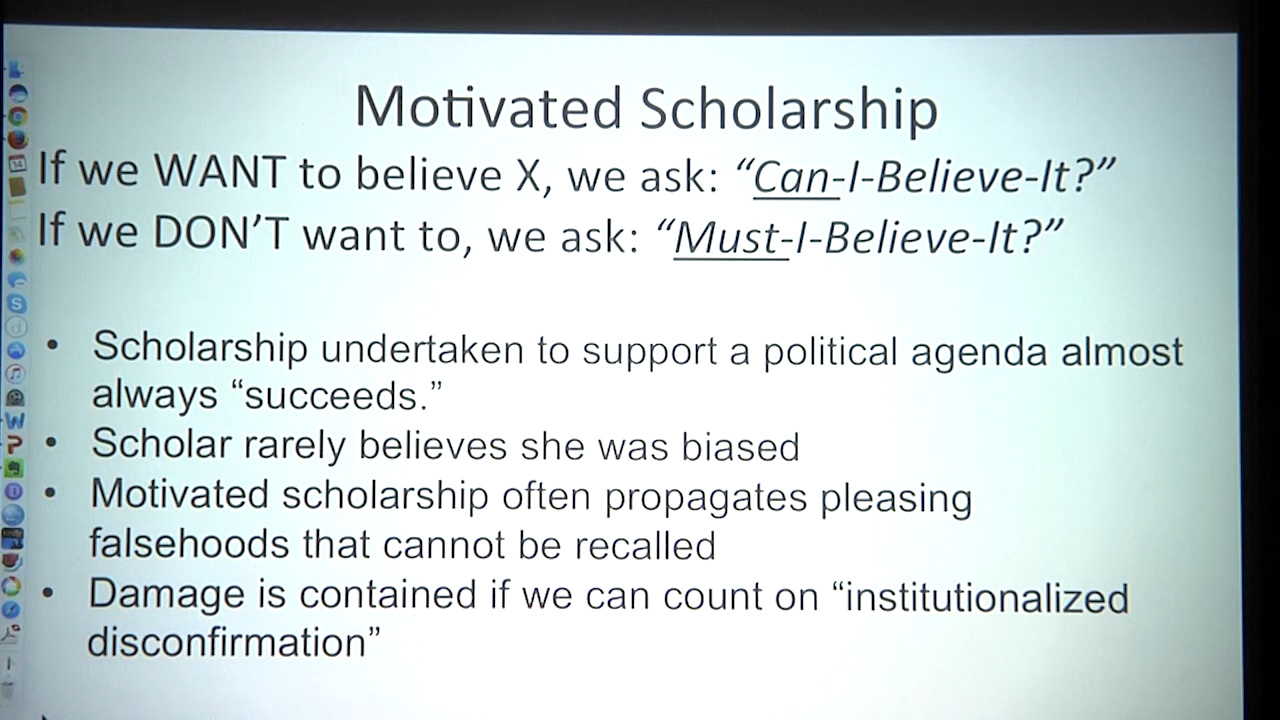 Motivated Scholarship
If we WANT to believe X, we ask: “Can-I-Believe-It?”
If we DON’T want to, we ask: “Must-I-Believe-It?”
• Scholarship undertaken to support a political agenda almost
always “succeeds.”
• Scholar rarely believes she was biased
• Motivated scholarship often propagates pleasing
falsehoods that cannot be recalled
• Damage is contained if we can count on “institutionalized
disconfirmation”